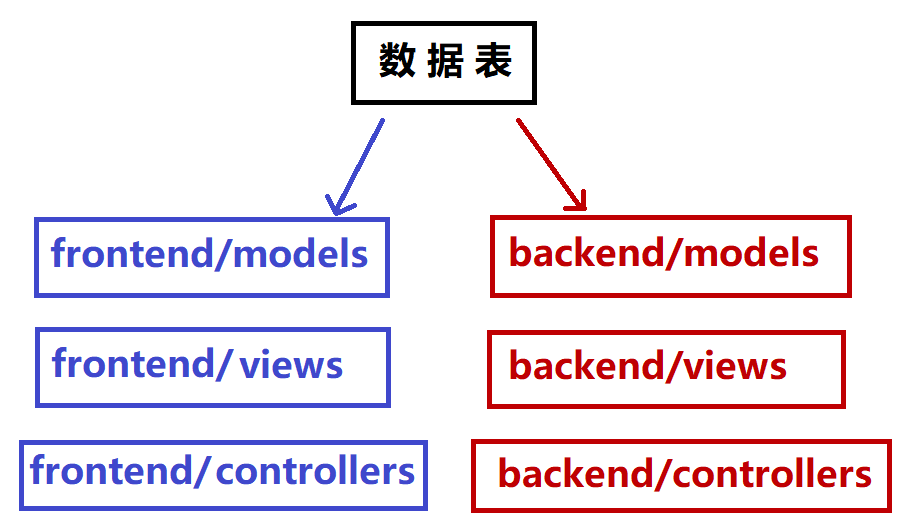 数据表
frontend/models
backend/models
frontend/views
backend/views
frontend/controllers
backend/controllers